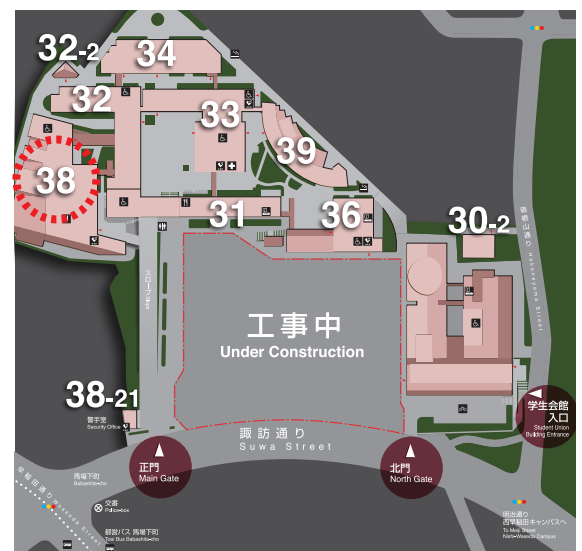 32-2
34
32
33
38
39
31
36
30-2
箱根山通り Hakoneyama Street
スロープ Slope
工事中
Under Construction
38-21
警手室
Security Office
学生会館
入口
Student Union
Building Entrance
諏訪通り
Suwa Street
正門
Main Gate
北門
North Gate
早稲田通り Waseda Street
馬場下町
Babashita-cho
交番
Police-box
都営バス 馬場下町
Toei Bus Babashita-cho
明治通り
西早稲田キャンパスへ
To Meiji Street
Nishi-Waseda Campus